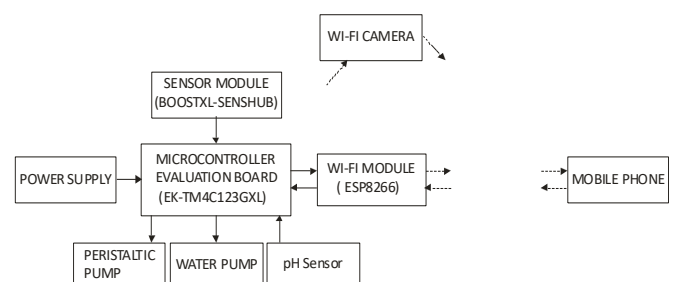 WI-FI CAMERA
SENSOR MODULE
(BOOSTXL-SENSHUB)
POWER SUPPLY
MICROCONTROLLER
EVALUATION BOARD
(EK-TM4C123GXL)
WI-FI MODULE
( ESP8266)
MOBILE PHONE
PERISTALTIC
PUMP
WATER PUMP
pH Sensor